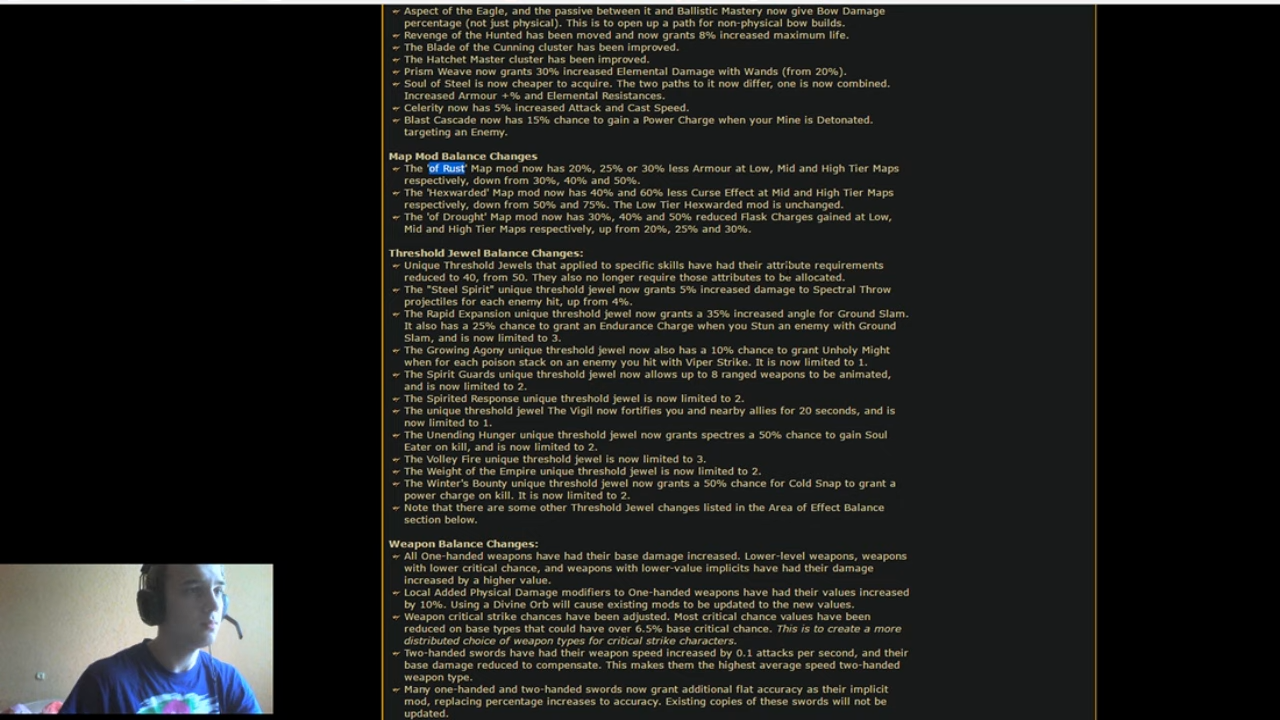 Aspect of the Eagle, and the passive between it and Ballistic Mastery now give Bow Damage
percentage (not just physical). This is to open up a path for non-physical bow builds.
Revenge of the Hunted has been moved and now grants 8% increased maximum life.
The Blade of the Cunning cluster has been improved.
The Hatchet Master cluster has been improved.
Prism Weave now grants 30% increased Elemental Damage with Wands (from 20%).
Soul of Steel is now cheaper to acquire. The two paths to it now differ, one is now combined.
Increased Armour +% and Elemental Resistances.
Celerity now has 5% increased Attack and Cast Speed.
Blast Cascade now has 15% chance to gain a Power Charge when your Mine is Detonated.
targeting an Enemy.
Map Mod Balance Changes
The 'of Rust' Map mod now has 20%, 25% or 30% less Armour at Low, Mid and High Tier Maps
respectively, down from 30%, 40% and 50%.
The 'Hexwarded' Map mod now has 40% and 60% less Curse Effect at Mid and High Tier Maps
respectively, down from 50% and 75%. The Low Tier Hexwarded mod is unchanged.
The 'of Drought' Map mod now has 30%, 40% and 50% reduced Flask Charges gained at Low,
Mid and High Tier Maps respectively, up from 20%, 25% and 30%.
Threshold Jewel Balance Changes:
Unique Threshold Jewels that applied to specific skills have had their attribute requirements
reduced to 40, from 50. They also no longer require those attributes to be allocated.
The "Steel Spirit" unique threshold jewel now grants 5% increased damage to Spectral Throw
projectiles for each enemy hit, up from 4%.
The Rapid Expansion unique threshold jewel now grants a 35% increased angle for Ground Slam.
It also has a 25% chance to grant an Endurance Charge when you Stun an enemy with Ground
Slam, and is now limited to 3.
The Growing Agony unique threshold jewel now also has a 10% chance to grant Unholy Might
when for each poison stack on an enemy you hit with Viper Strike. It is now limited to 1.
The Spirit Guards unique threshold jewel now allows up to 8 ranged weapons to be animated,
and is now limited to 2.
The Spirited Response unique threshold jewel is now limited to 2.
The unique threshold jewel The Vigil now fortifies you and nearby allies for 20 seconds, and is
now limited to 1.
The Unending Hunger unique threshold jewel now grants spectres a 50% chance to gain Soul
Eater on kill, and is now limited to 2.
The Volley Fire unique threshold jewel is now limited to 3.
The Weight of the Empire unique threshold jewel is now limited to 2.
The Winter's Bounty unique threshold jewel now grants a 50% chance for Cold Snap to grant a
power charge on kill. It is now limited to 2.
Note that there are some other Threshold Jewel changes listed in the Area of Effect Balance
section below.
Weapon Balance Changes:
All One-handed weapons have had their base damage increased. Lower-level weapons, weapons
with lower critical chance, and weapons with lower-value implicits have had their damage
increased by a higher value.
Local Added Physical Damage modifiers to One-handed weapons have had their values increased
by 10%. Using a Divine Orb will cause existing mods to be updated to the new values.
Weapon critical strike chances have been adjusted. Most critical chance values have been
reduced on base types that could have over 6.5% base critical chance. This is to create a more
distributed choice of weapon types for critical strike characters.
Two-handed swords have had their weapon speed increased by 0.1 attacks per second, and their
base damage reduced to compensate. This makes them the highest average speed two-handed
weapon type.
Many one-handed and two-handed swords now grant additional flat accuracy as their implicit
mod, replacing percentage increases to accuracy. Existing copies of these swords will not be
updated.